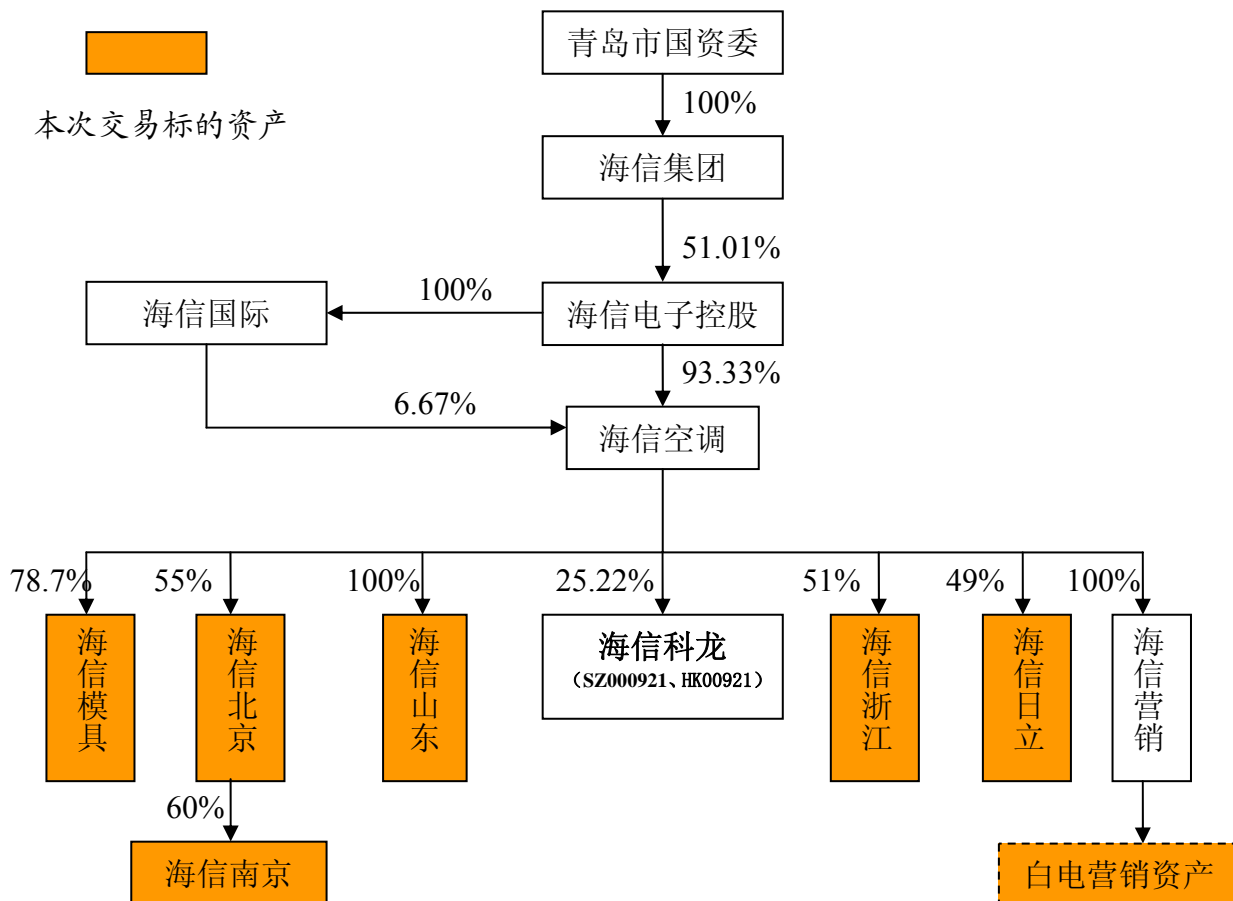 青岛市国资委
本次交易标的资产
100%
海信集团
51.01%
海信国际
100%
海信电子控股
93.33%
6.67%
海信空调
78.7%
55%
100%
25.22%
51%
49%
100%
海信模具
海信北京
海信山东
海信科龙
（SZ000921、HK00921）
海信浙江
海信日立
海信营销
60%
海信南京
白电营销资产